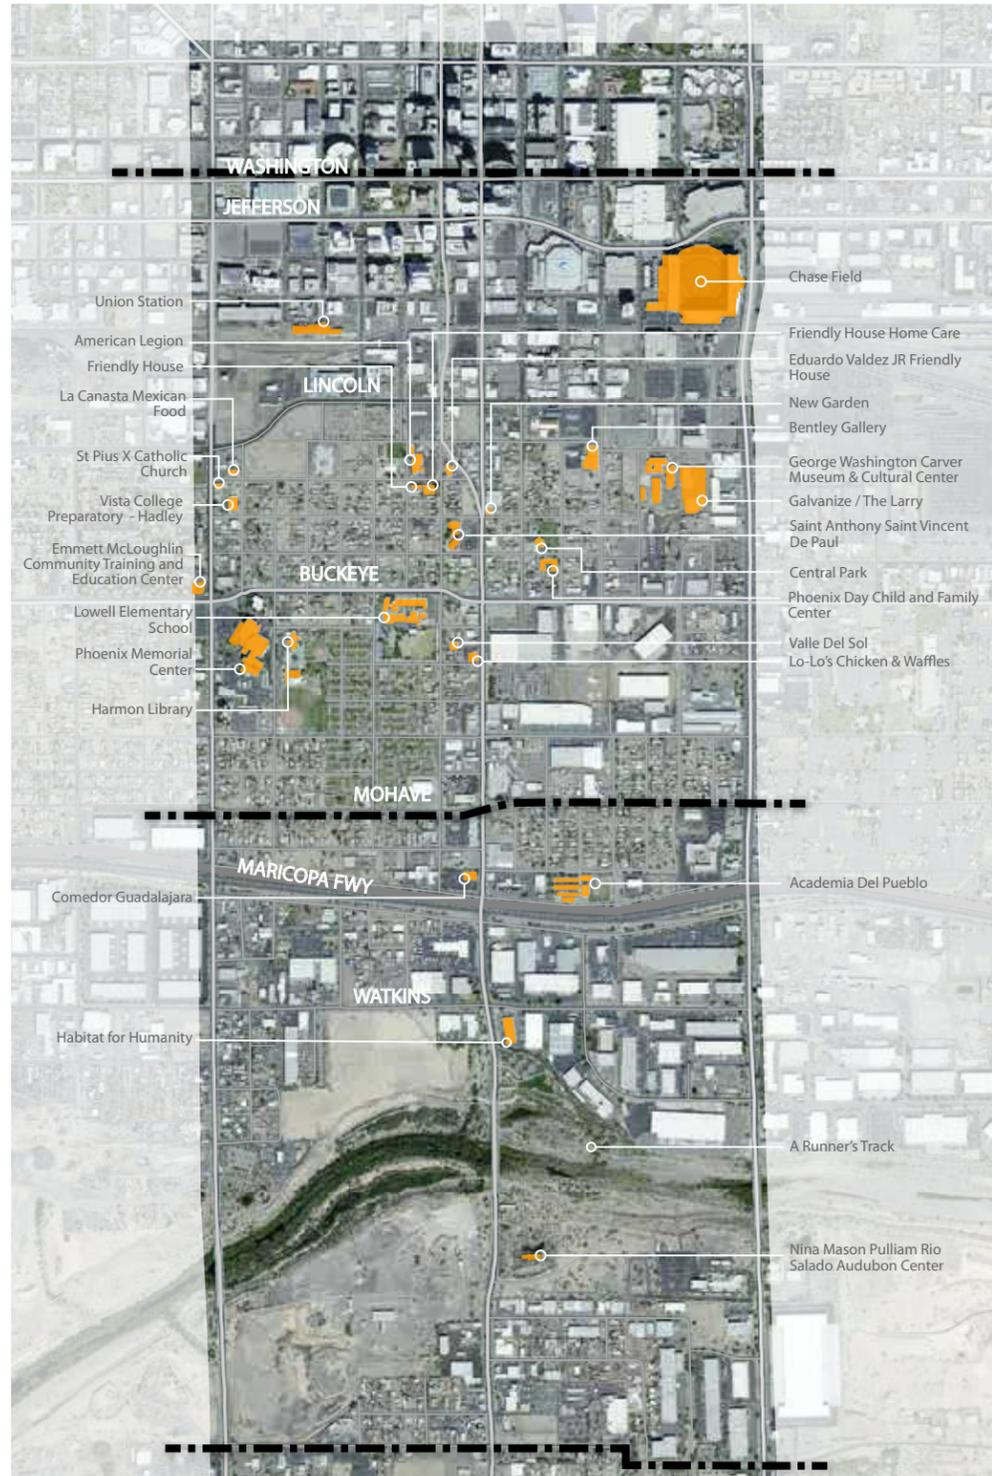 WASHINGTON
JEFFERSON
Chase Field
Union Station
Friendly House Home Care
American Legion
Eduardo Valdez JR Friendly
House
Friendly House
LINCOLN
La Canasta Mexican
Food
New Garden
Bentley Gallery
St Pius X Catholic
Church
George Washington Carver
Museum & Cultural Center
Vista College
Preparatory - Hadley
Galvanize / The Larry
Saint Anthony Saint Vincent
De Paul
Emmett McLoughlin
Community Training and
Education Center
BUCKEYE
Central Park
Phoenix Day Child and Family
Center
Lowell Elementary
School
Valle Del Sol
Phoenix Memorial
Center
Lo-Lo's Chicken & Waffles
Harmon Library
MOHAVE
MARICOPA FWY
Academia Del Pueblo
Comedor Guadalajara
WATKINS
Habitat for Humanity
A Runner's Track
Nina Mason Pulliam Rio
Salado Audubon Center